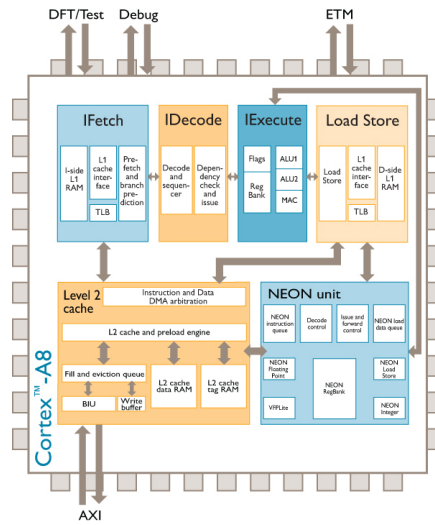 DFT/Test
Debug
ETM
IFetch
I-side
L1
RAM
L1
cache
interface
TLB
Pre-
fetch
and
branch
pre-
diction
IDecode
Decode
and
sequen-
cer
Depen-
dency
check
and
issue
IExecute
Flags
Reg
Bank
ALU1
ALU2
MAC
Load Store
Load
Store
L1
cache
inter-
face
TLB
D-side
L1
RAM
Level 2
cache
Instruction and Data
DMA arbitration
L2 cache and preload engine
Fill and eviction queue
BIU
Write
buffer
L2 cache
data RAM
L2 cache
tag RAM
NEON unit
NEON
instruction
queue
Decode
control
Issue and
forward
control
NEON load
data queue
NEON
Floating
Point
VFPLite
NEON
RegBank
NEON
Load
Store
NEON
Integer
Cortex™-A8
AXI